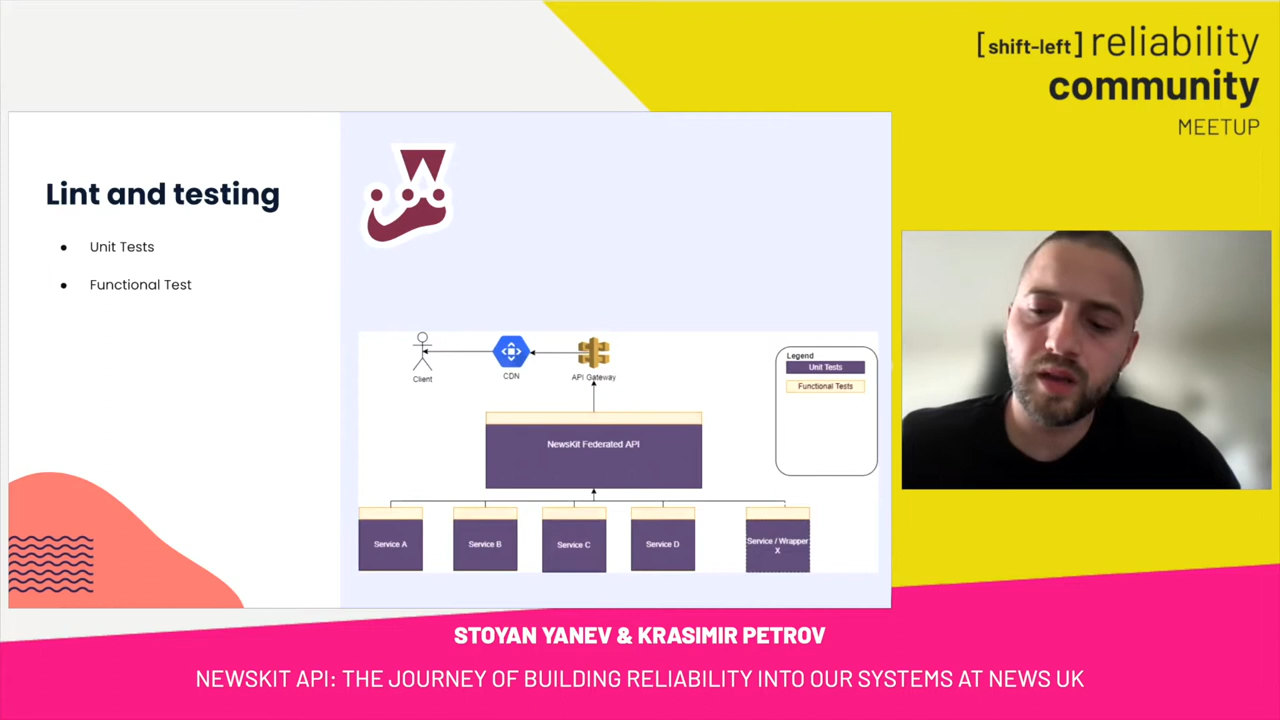 [shift-left] reliability
community
MEETUP
Lint and testing
● Unit Tests
● Functional Test
Client
CDN
API Gateway
Legend
Unit Tests
Functional Tests
NewsKit Federated API
Service A
Service B
Service C
Service D
Service / Wrapper
X
STOYAN YANEV & KRASIMIR PETROV
NEWSKIT API: THE JOURNEY OF BUILDING RELIABILITY INTO OUR SYSTEMS AT NEWS UK